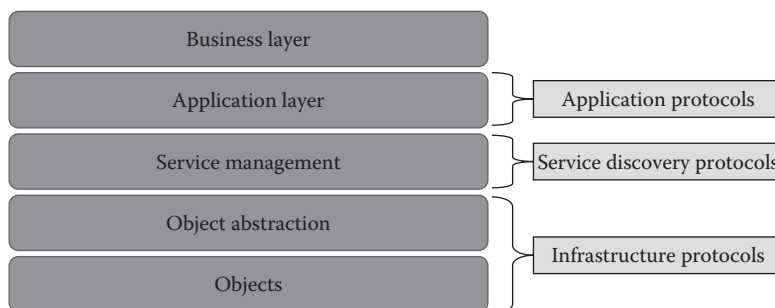 Business layer
Application layer
Application protocols
Service management
Service discovery protocols
Object abstraction
Infrastructure protocols
Objects